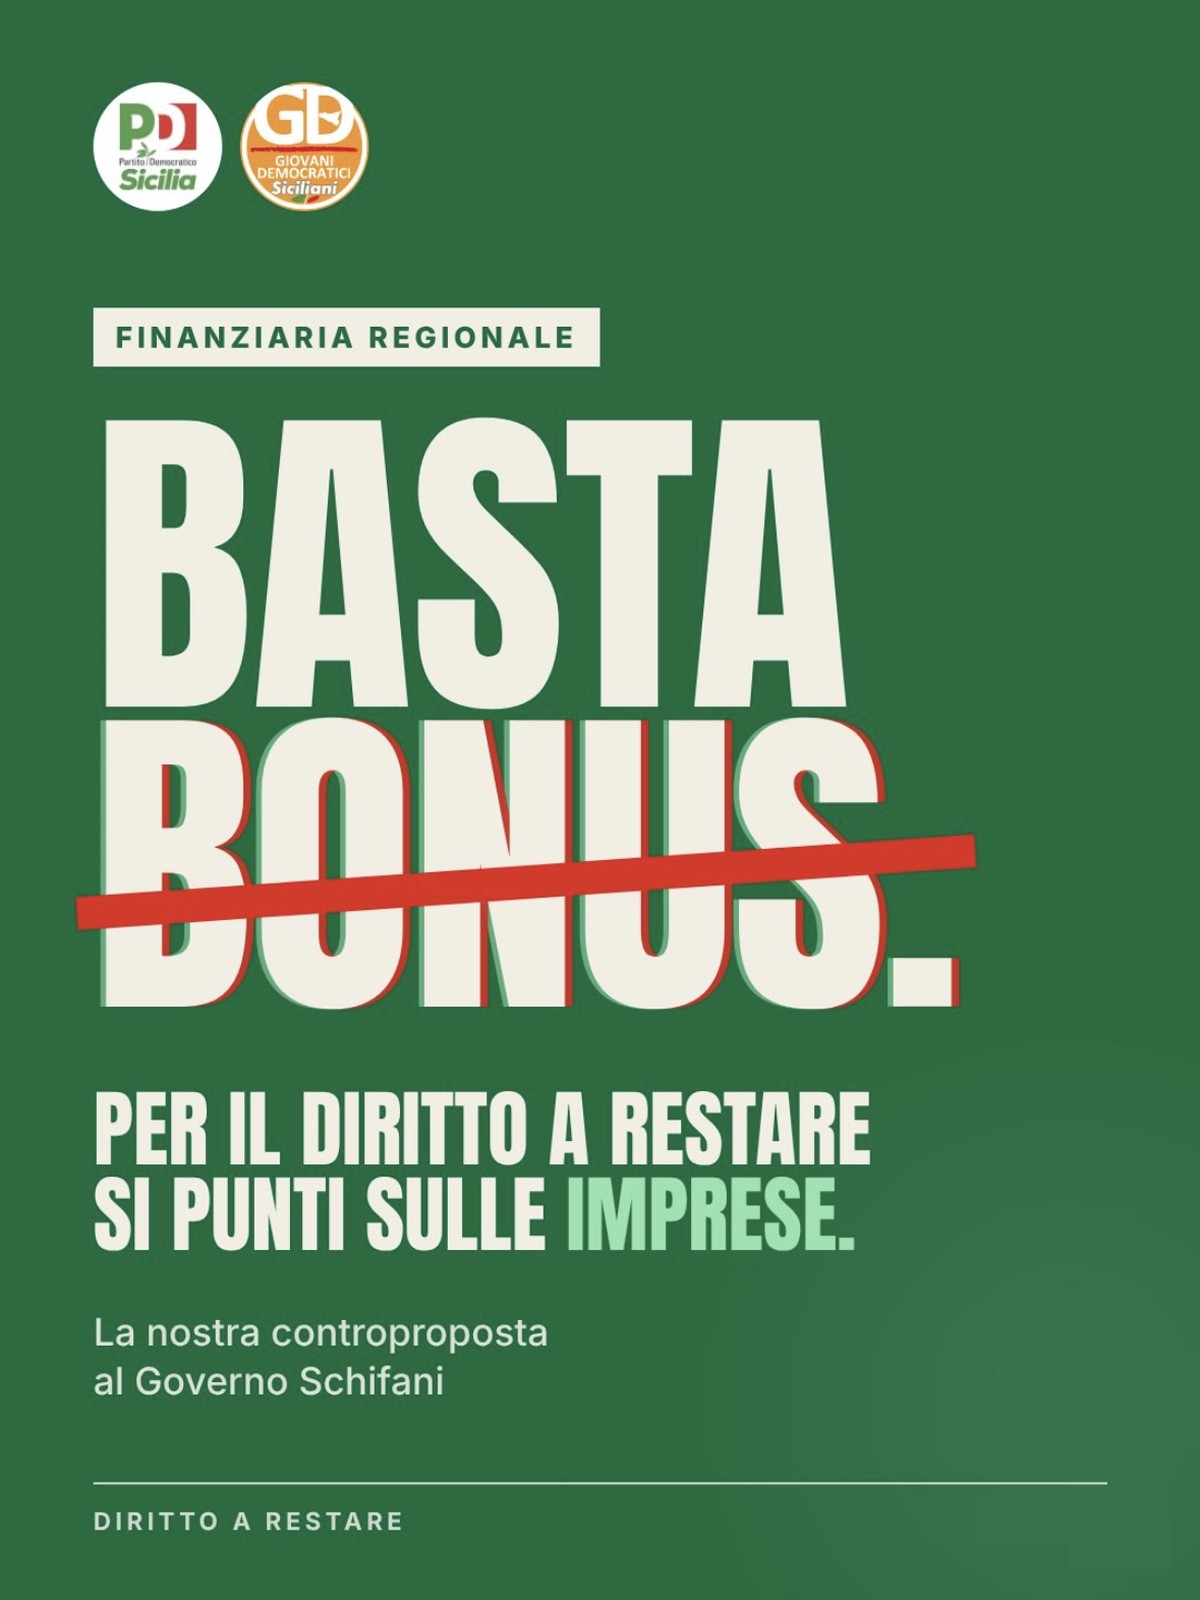 PD
Partito Democratico
Sicilia
GD
GIOVANI
DEMOCRATICI
Siciliani
FINANZIARIA REGIONALE
BASTA
BONUS.
PER IL DIRITTO A RESTARE
SI PUNTI SULLE IMPRESE.
La nostra controproposta
al Governo Schifani
DIRITTO A RESTARE